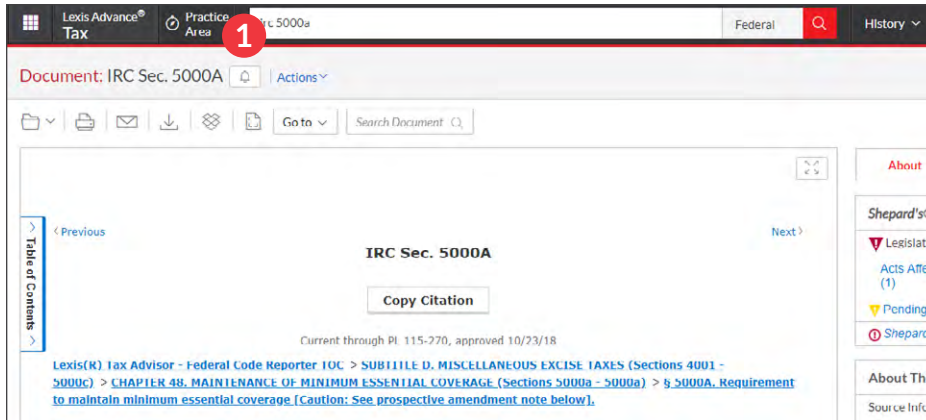 Lexis Advance® Tax
Practice Area
1
irc 5000a
Federal
History
Document: IRC Sec. 5000A
Actions
Go to
Search Document
About
< Previous
Next >
Table of Contents
IRC Sec. 5000A
Copy Citation
Current through PL 115-270, approved 10/23/18
Lexis(R) Tax Advisor - Federal Code Reporter TOC > SUBTITLE D. MISCELLANEOUS EXCISE TAXES (Sections 4001 -
5000c) > CHAPTER 48. MAINTENANCE OF MINIMUM ESSENTIAL COVERAGE (Sections 5000a - 5000a) > § 5000A. Requirement
to maintain minimum essential coverage [Caution: See prospective amendment note below].
Shepard's
Legislat
Acts Affe
(1)
Pending
Shepard
About Th
Source Info